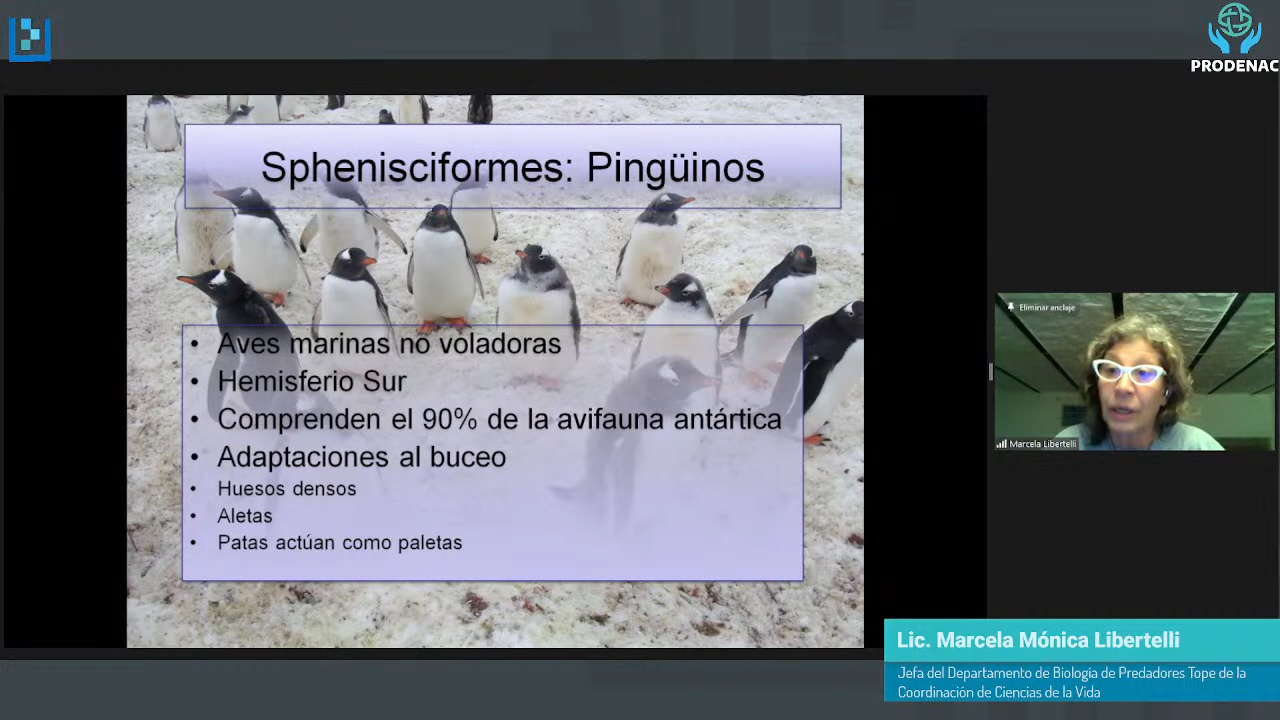 PRODENAC
Sphenisciformes: Pingüinos
• Aves marinas no voladoras
• Hemisferio Sur
• Comprenden el 90% de la avifauna antártica
• Adaptaciones al buceo
• Huesos densos
• Aletas
• Patas actúan como paletas
Eliminar anclaje
Marcela Libertelli
Lic. Marcela Mónica Libertelli
Jefa del Departamento de Biología de Predadores Tope de la
Coordinación de Ciencias de la Vida